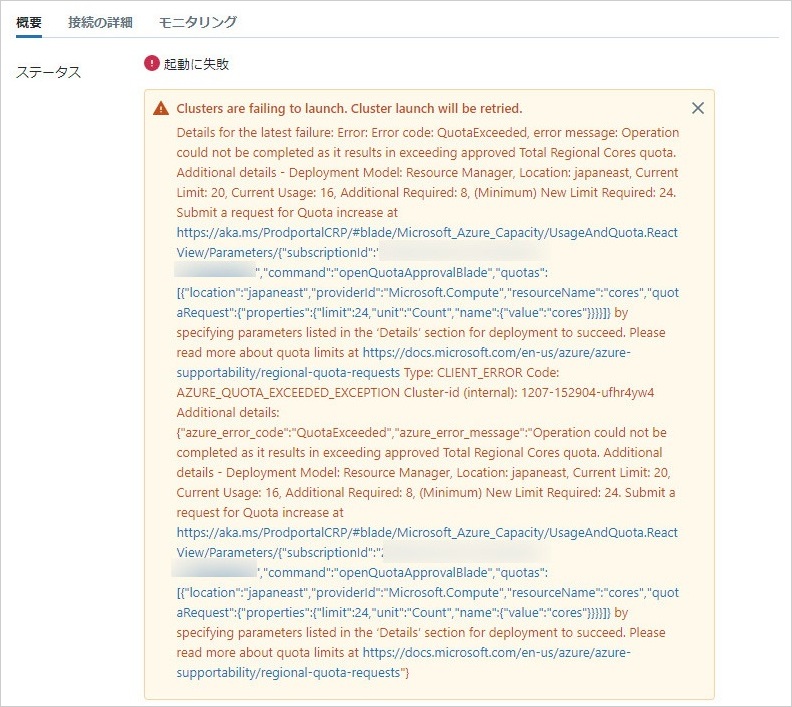 概要 接続の詳細 モニタリング
ステータス
起動に失敗
Clusters are failing to launch. Cluster launch will be retried.
Details for the latest failure: Error: Error code: QuotaExceeded, error message: Operation
could not be completed as it results in exceeding approved Total Regional Cores quota.
Additional details - Deployment Model: Resource Manager, Location: japaneast, Current
Limit: 20, Current Usage: 16, Additional Required: 8, (Minimum) New Limit Required: 24.
Submit a request for Quota increase at
https://aka.ms/ProdportalCRP/#blade/Microsoft_Azure_Capacity/UsageAndQuota.React
View/Parameters/{"subscriptionId":"
","command":"openQuotaApprovalBlade","quotas":
[{"location":"japaneast","providerId":"Microsoft.Compute","resourceName":"cores","quot
aRequest":{"properties":{"limit":24,"unit":"Count","name":{"value":"cores"}}}}]} by
specifying parameters listed in the ‘Details’ section for deployment to succeed. Please
read more about quota limits at https://docs.microsoft.com/en-us/azure/azure-
supportability/regional-quota-requests Type: CLIENT_ERROR Code:
AZURE_QUOTA_EXCEEDED_EXCEPTION Cluster-id (internal): 1207-152904-ufhr4yw4
Additional details:
{"azure_error_code":"QuotaExceeded","azure_error_message":"Operation could not be
completed as it results in exceeding approved Total Regional Cores quota. Additional
details - Deployment Model: Resource Manager, Location: japaneast, Current Limit: 20,
Current Usage: 16, Additional Required: 8, (Minimum) New Limit Required: 24. Submit a
request for Quota increase at
https://aka.ms/ProdportalCRP/#blade/Microsoft_Azure_Capacity/UsageAndQuota.React
View/Parameters/{"subscriptionId":"
","command":"openQuotaApprovalBlade","quotas":
[{"location":"japaneast","providerId":"Microsoft.Compute","resourceName":"cores","quot
aRequest":{"properties":{"limit":24,"unit":"Count","name":{"value":"cores"}}}}]} by
specifying parameters listed in the ‘Details’ section for deployment to succeed. Please
read more about quota limits at https://docs.microsoft.com/en-us/azure/azure-
supportability/regional-quota-requests"}